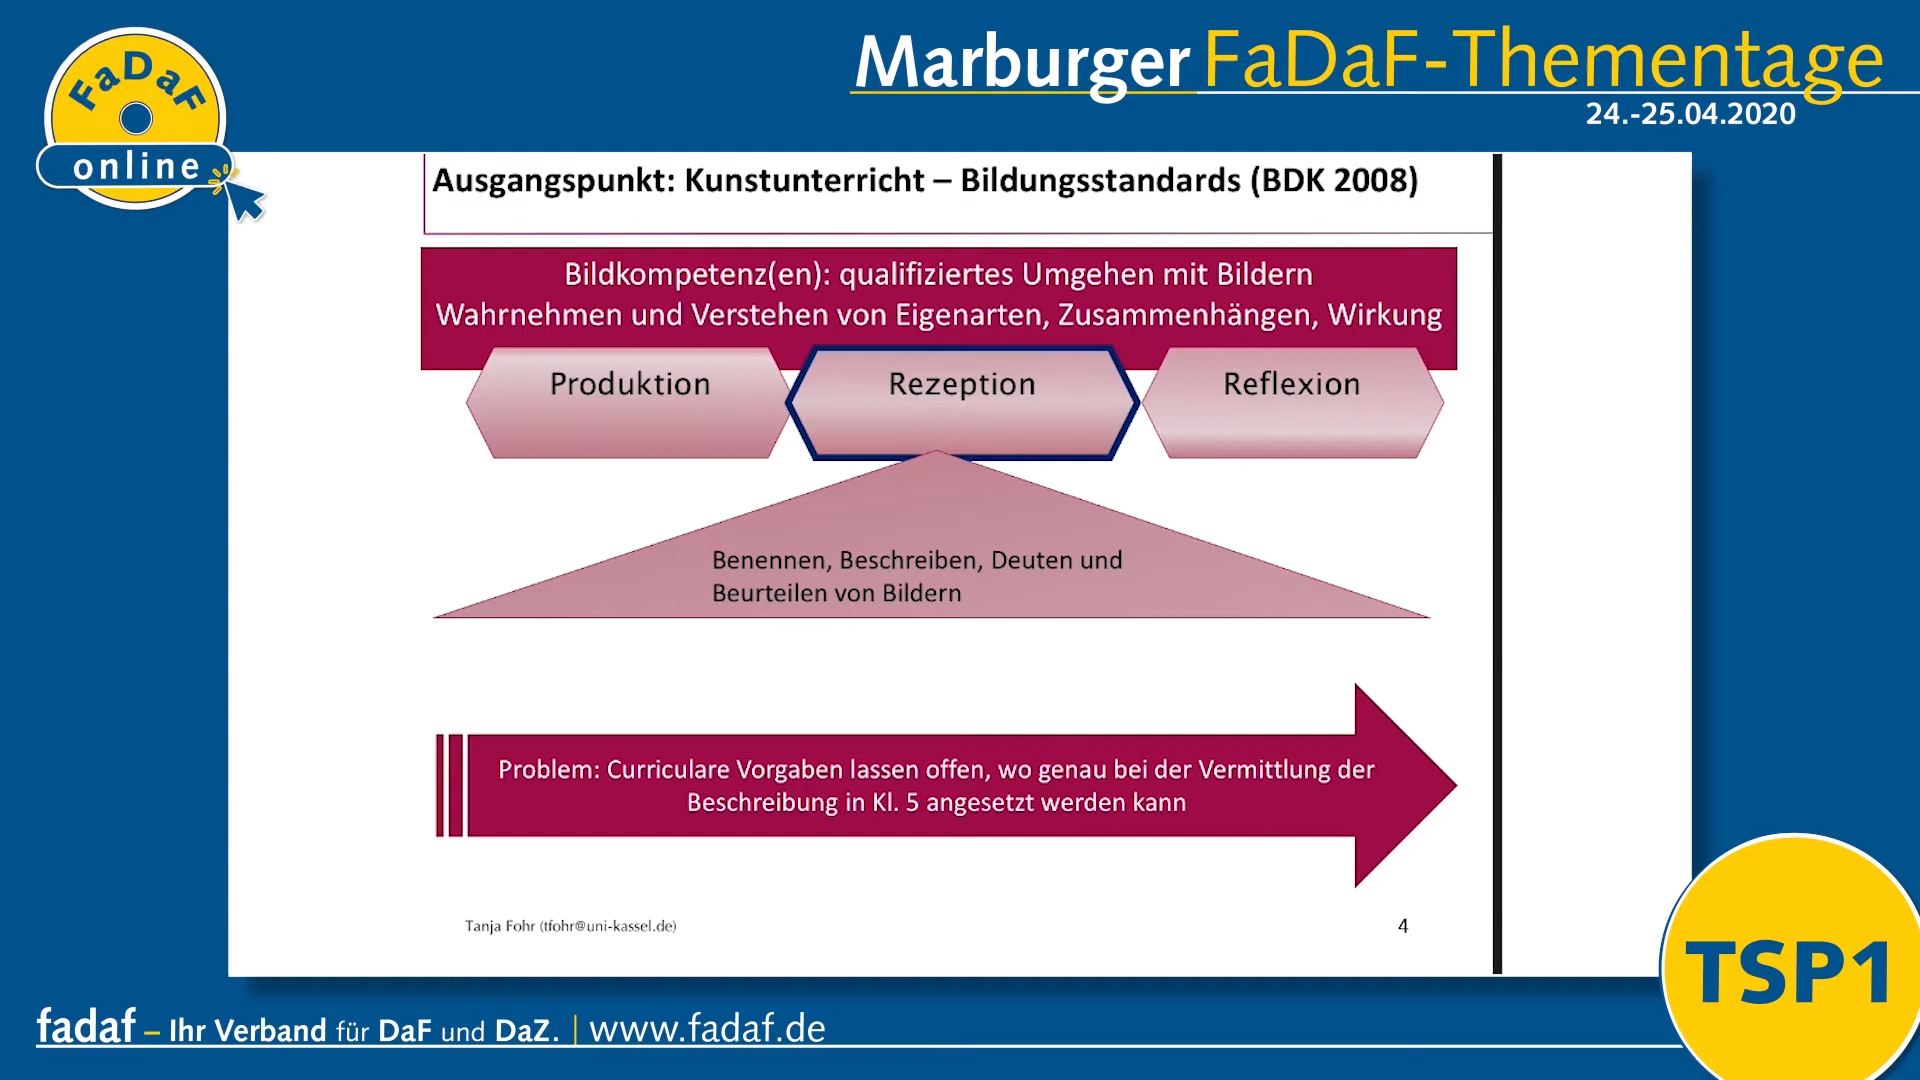 FaDaF
online
Marburger FaDaF-Thementage
24.-25.04.2020
Ausgangspunkt: Kunstunterricht – Bildungsstandards (BDK 2008)
Bildkompetenz(en): qualifiziertes Umgehen mit Bildern
Wahrnehmen und Verstehen von Eigenarten, Zusammenhängen, Wirkung
Produktion
Rezeption
Reflexion
Benennen, Beschreiben, Deuten und
Beurteilen von Bildern
Problem: Curriculare Vorgaben lassen offen, wo genau bei der Vermittlung der
Beschreibung in Kl. 5 angesetzt werden kann
Tanja Fohr (tfohr@uni-kassel.de)
4
TSP1
fadaf – Ihr Verband für DaF und DaZ. | www.fadaf.de